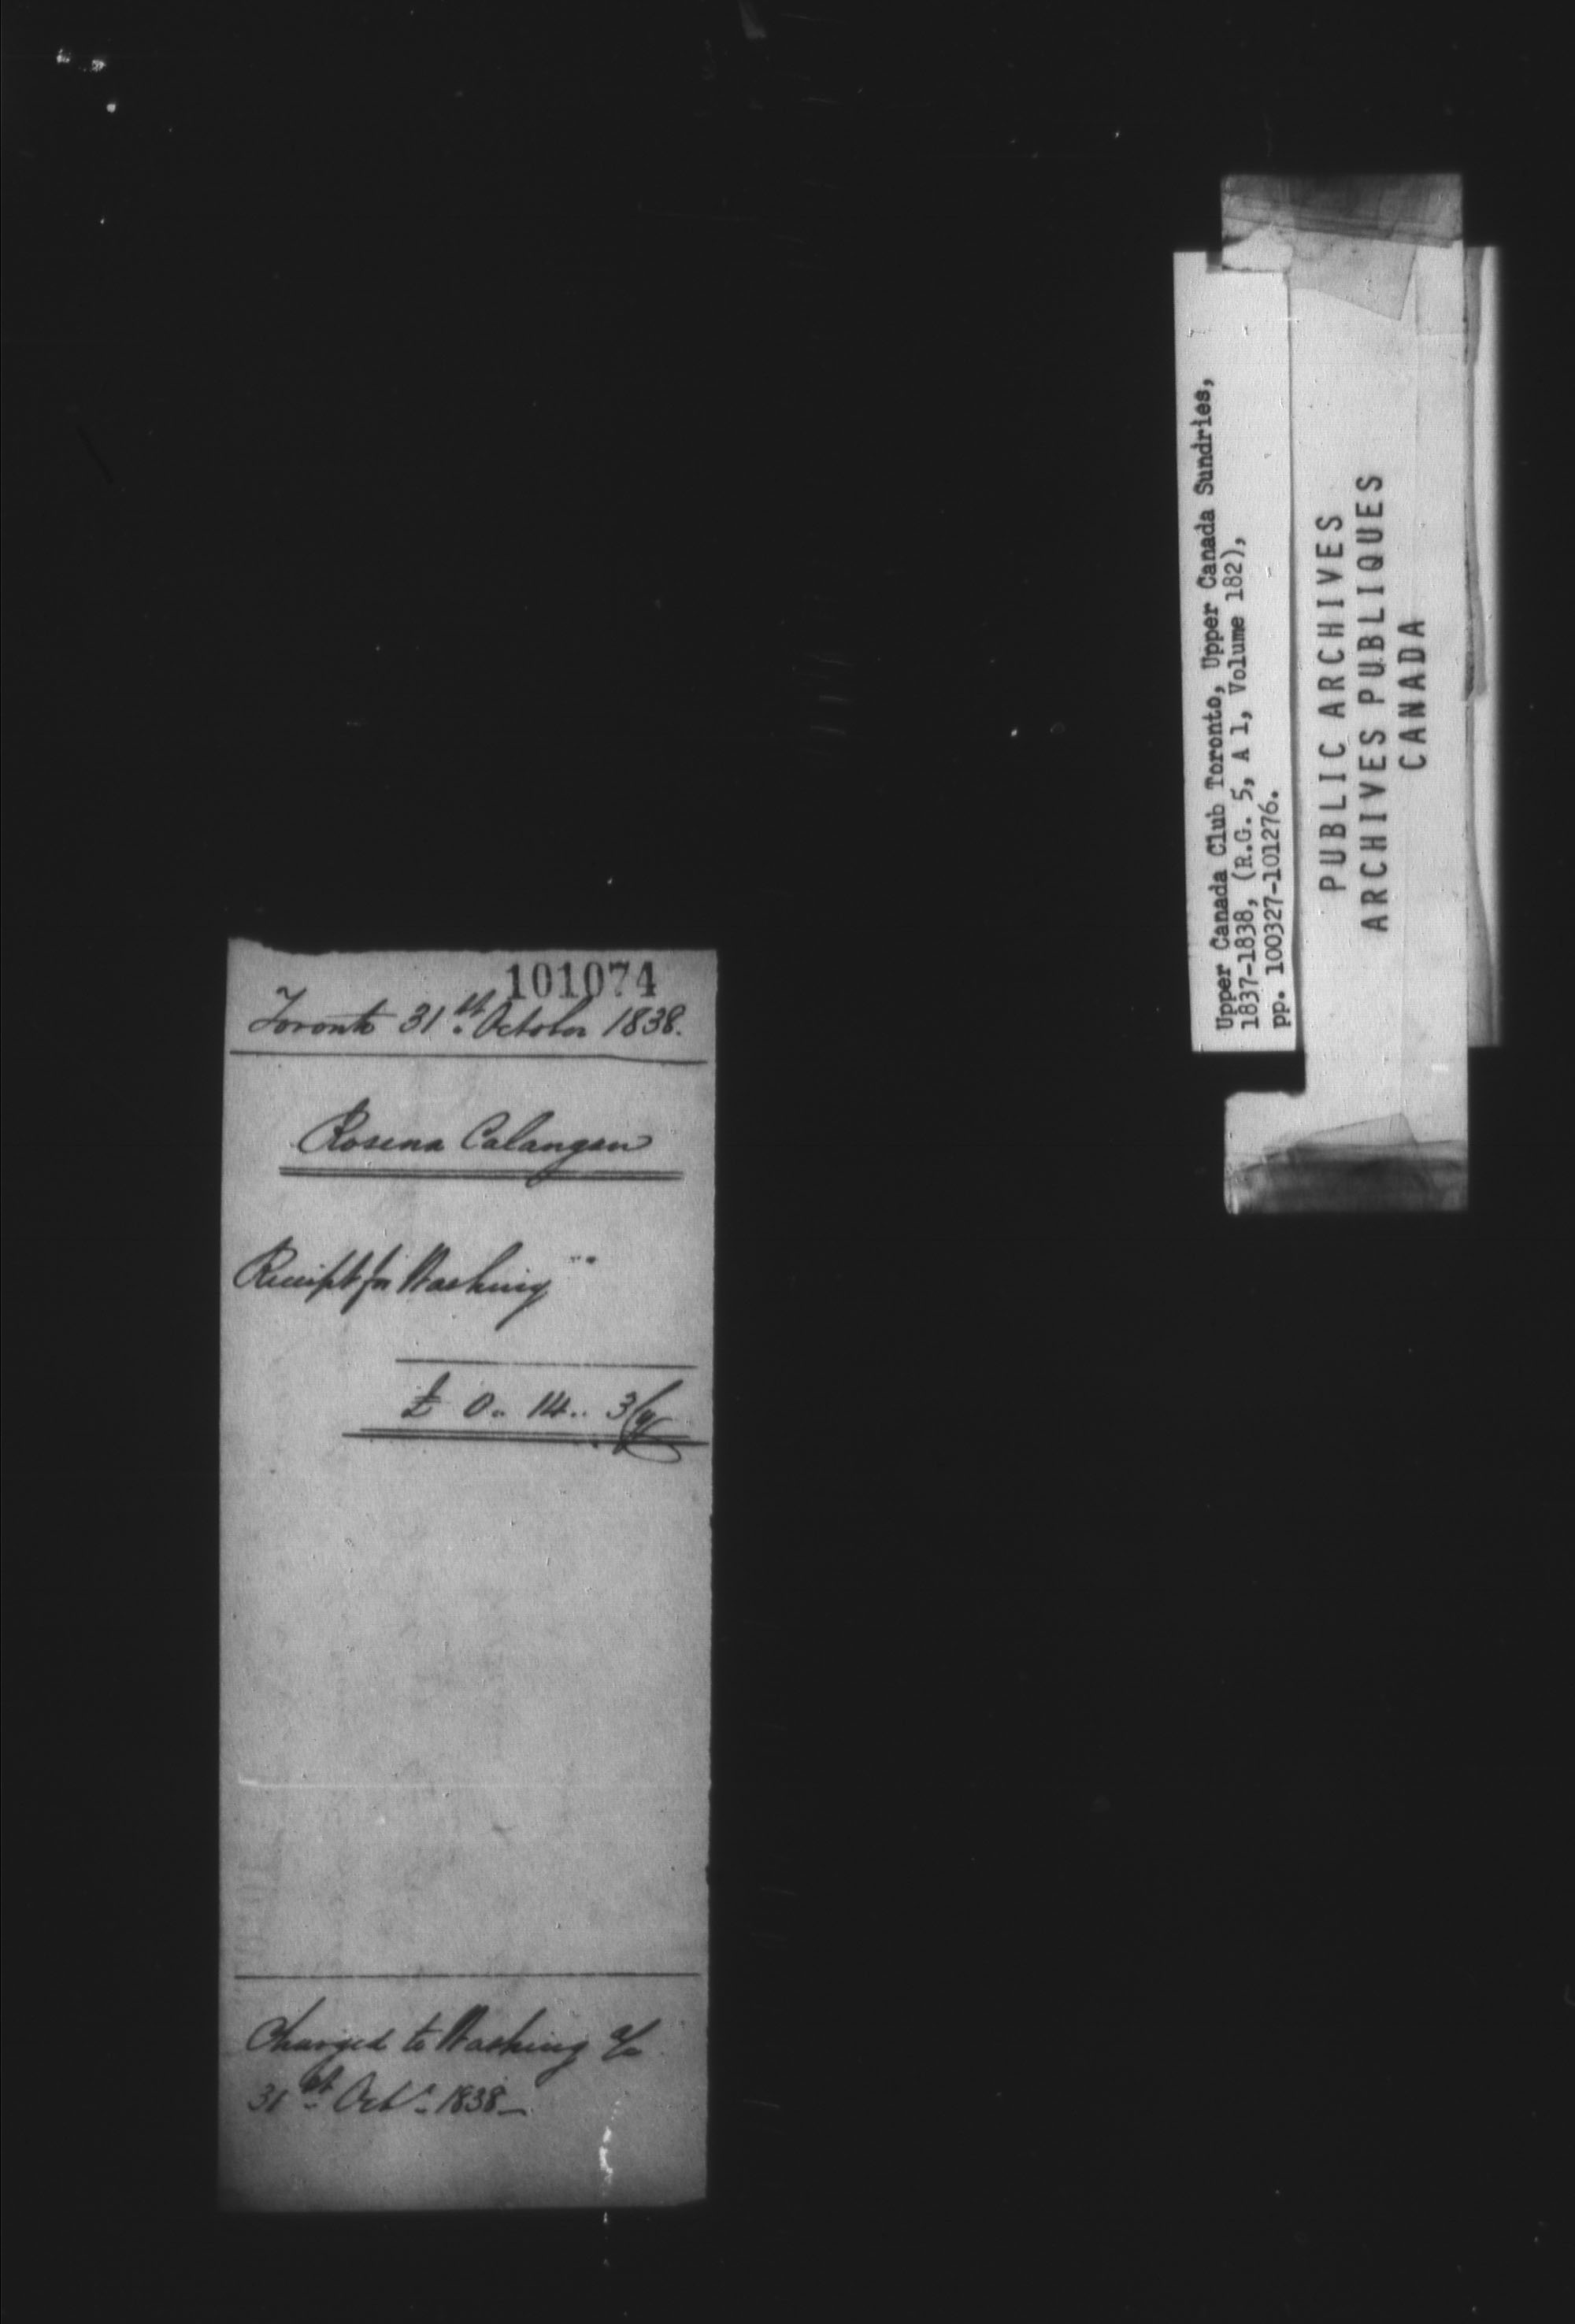 101074
Toronto 31st October 1838.
Rosena Calangan
Receipt for Washing
£ 0.. 14.. 3
Charged to Washing a/c
31st Octr. 1838
Upper Canada Club Toronto, Upper Canada Sundries,
1837-1838, (R.G. 5, A 1, Volume 182),
pp. 100327-101276.
PUBLIC ARCHIVES
ARCHIVES PUBLIQUES
CANADA